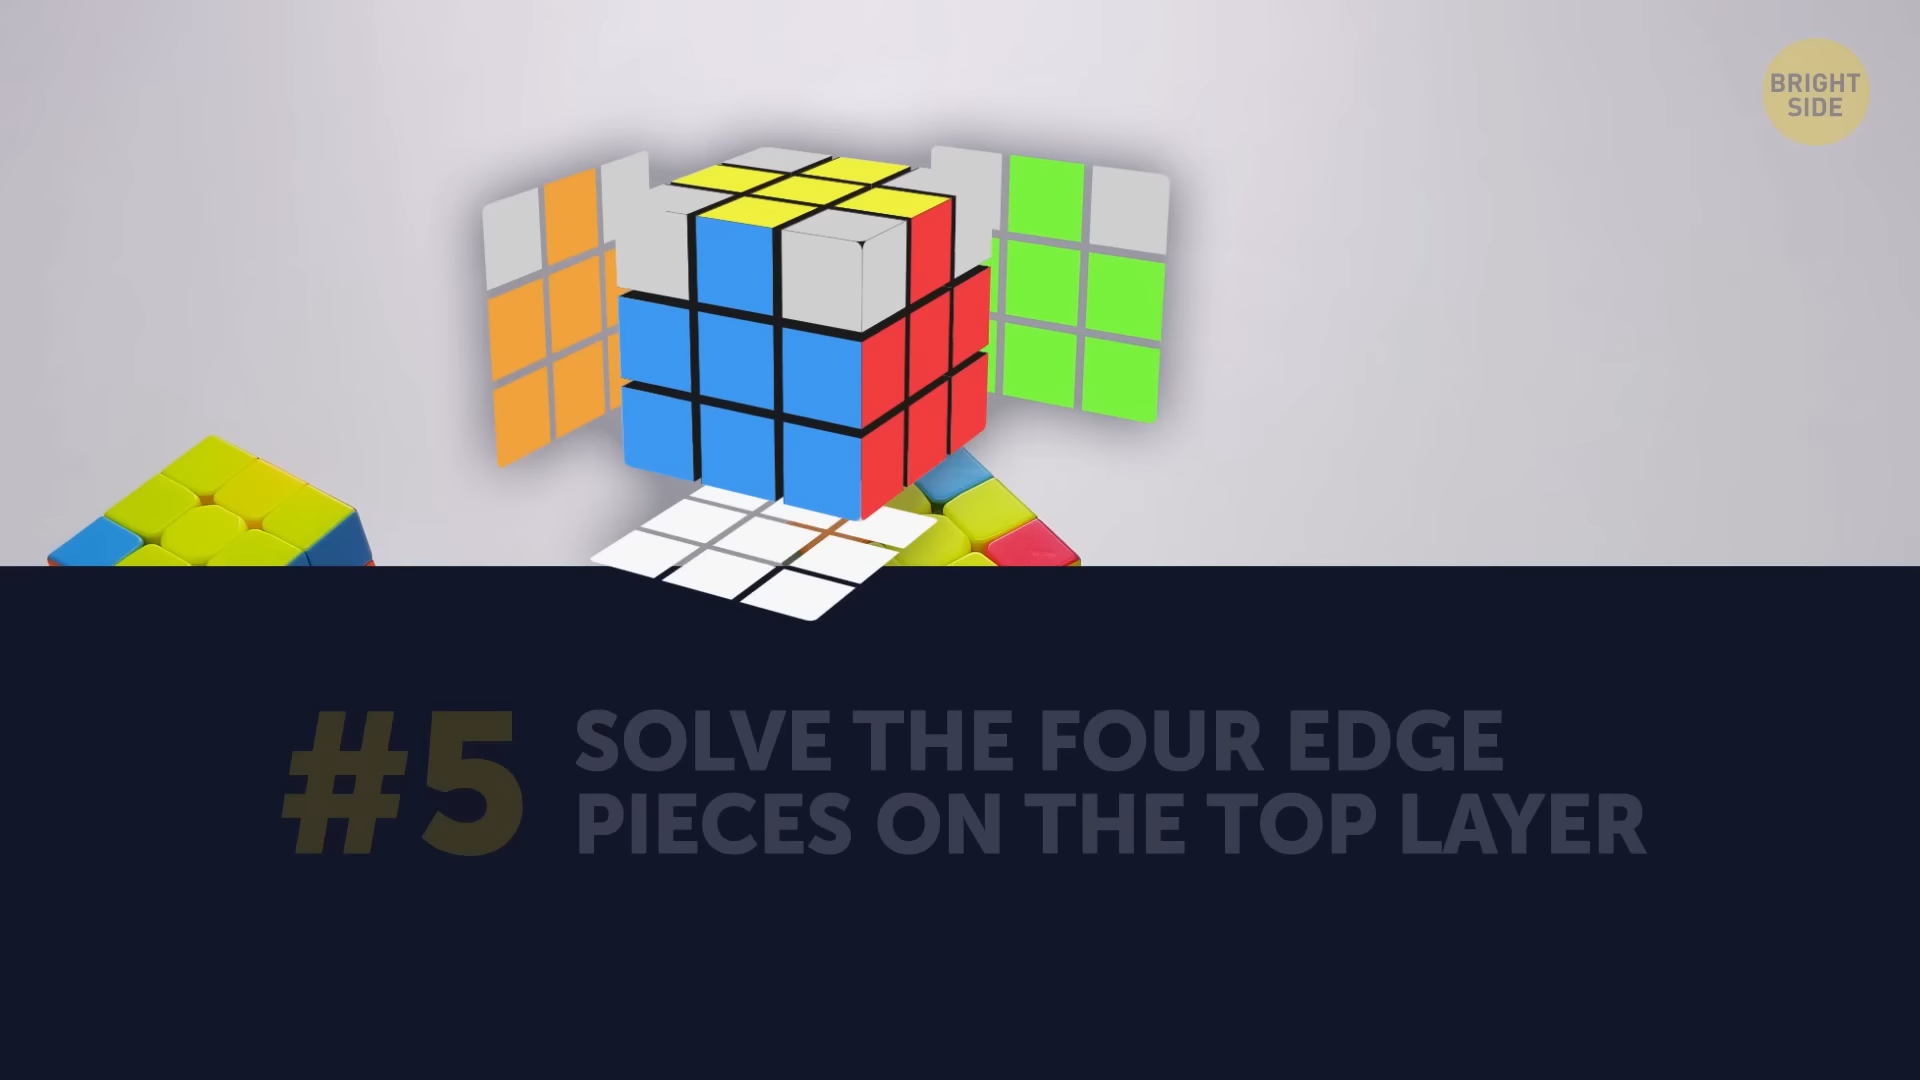 BRIGHT
SIDE
#5
SOLVE THE FOUR EDGE
PIECES ON THE TOP LAYER